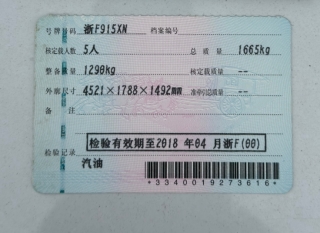 号牌号码 浙F915XN 档案编号
核定载人数 5人 总质量 1665kg
整备质量 1290kg 核定载质量 --
外廓尺寸 4521×1788×1492mm 准牵引总质量 --
备注
检验有效期至2018 年04 月浙F(00)
检验记录
汽油
*3340019273616*